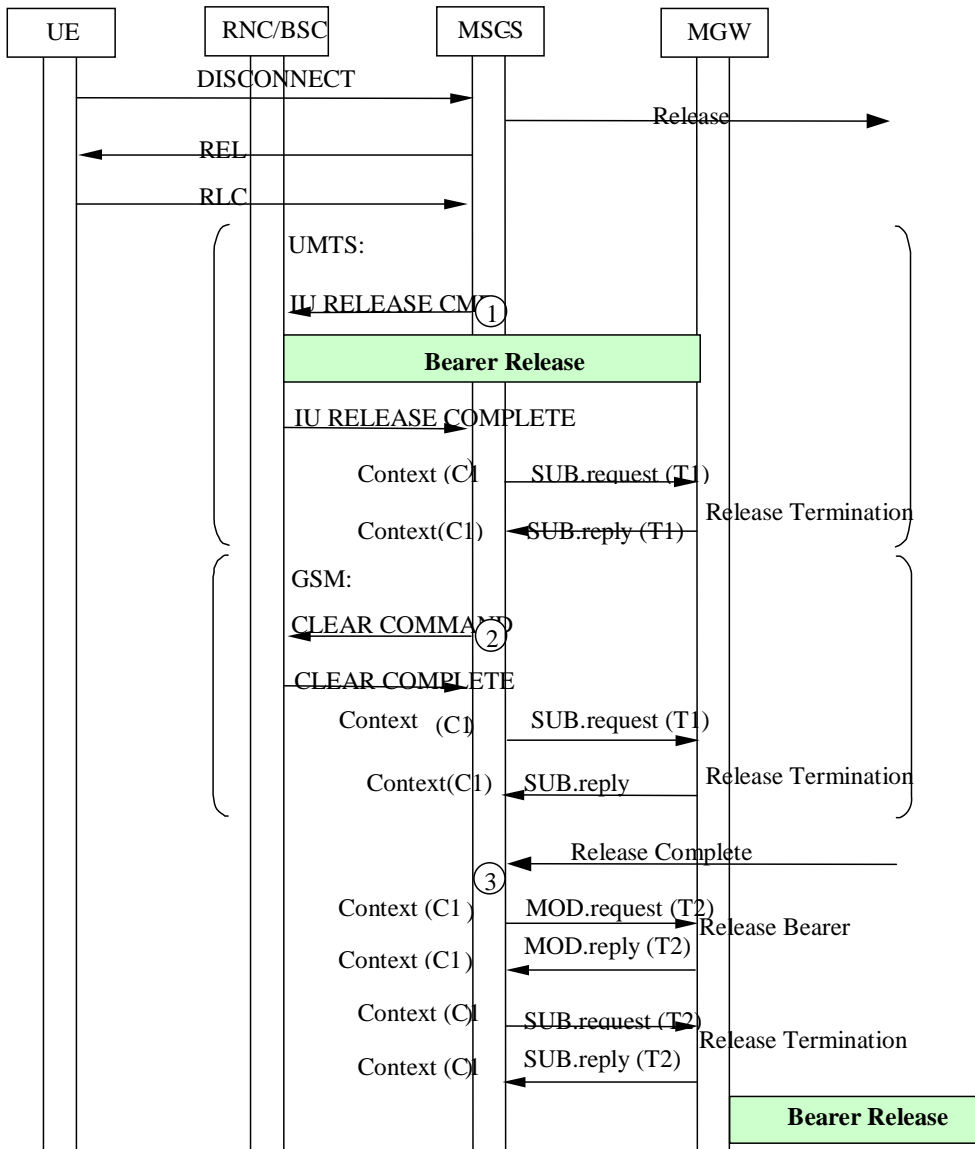 UE RNC/BSC MSC-S MGW
DISCONNECT
Release
REL
RLC
UMTS:
IU RELEASE CM
1
Bearer Release
IU RELEASE COMPLETE
Context (C1) SUB.request (T1)
Release Termination
Context(C1) SUB.reply (T1)
GSM:
CLEAR COMMAND
2
CLEAR COMPLETE
Context (C1) SUB.request (T1)
Release Termination
Context(C1) SUB.reply
Release Complete
3
Context (C1) MOD.request (T2)
Release Bearer
Context (C1) MOD.reply (T2)
Context (C1 SUB.request (T2)
Release Termination
Context (C1 SUB.reply (T2)
Bearer Release